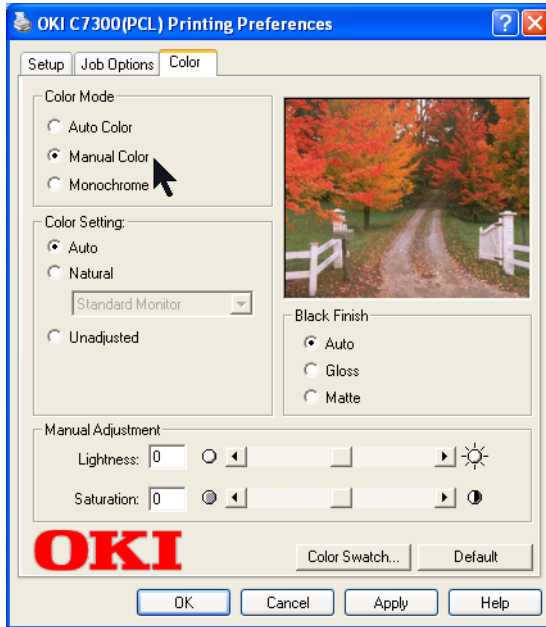 OKI C7300(PCL) Printing Preferences
Setup Job Options Color
Color Mode
Auto Color
Manual Color
Monochrome
Color Setting:
Auto
Natural
Standard Monitor
Unadjusted
Black Finish
Auto
Gloss
Matte
Manual Adjustment
Lightness: 0
Saturation: 0
OKI
Color Swatch... Default
OK Cancel Apply Help